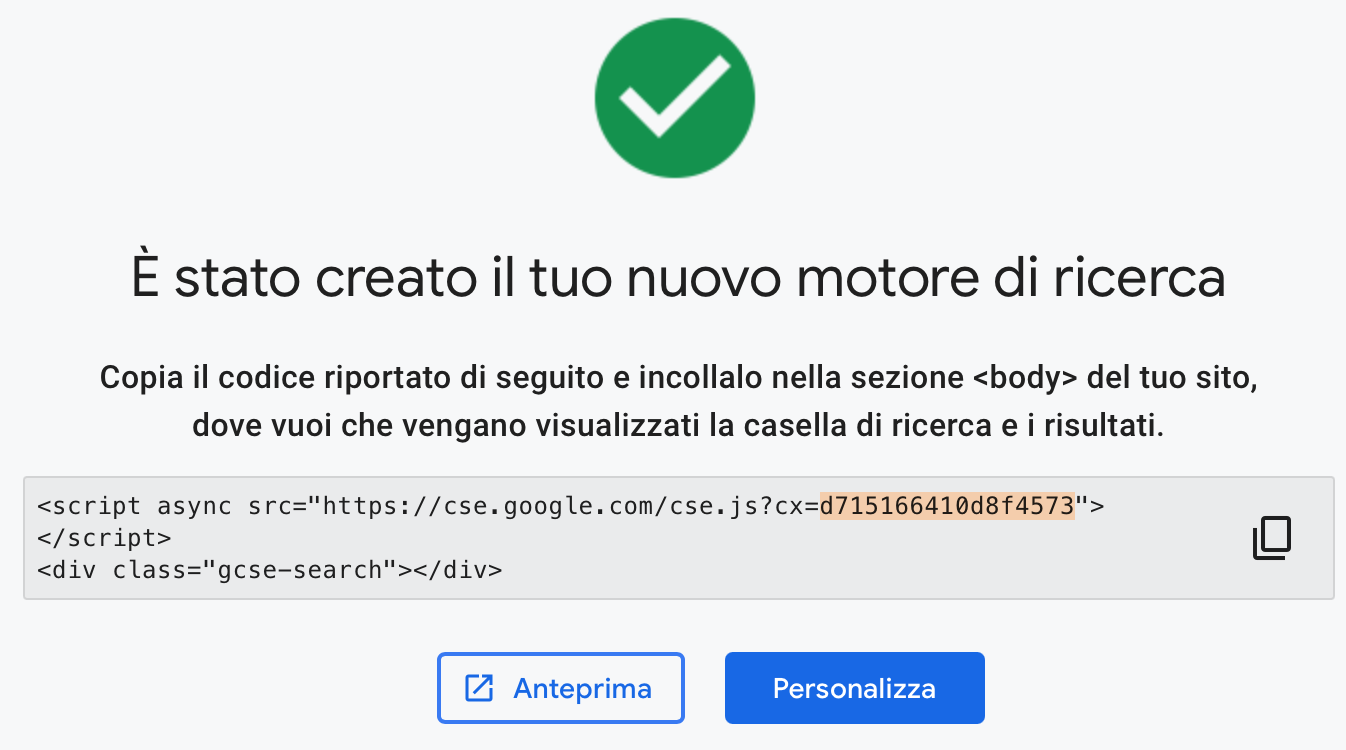 È stato creato il tuo nuovo motore di ricerca
Copia il codice riportato di seguito e incollalo nella sezione <body> del tuo sito,
dove vuoi che vengano visualizzati la casella di ricerca e i risultati.
<script async src="https://cse.google.com/cse.js?cx=d715166410d8f4573">
</script>
<div class="gcse-search"></div>
Anteprima
Personalizza